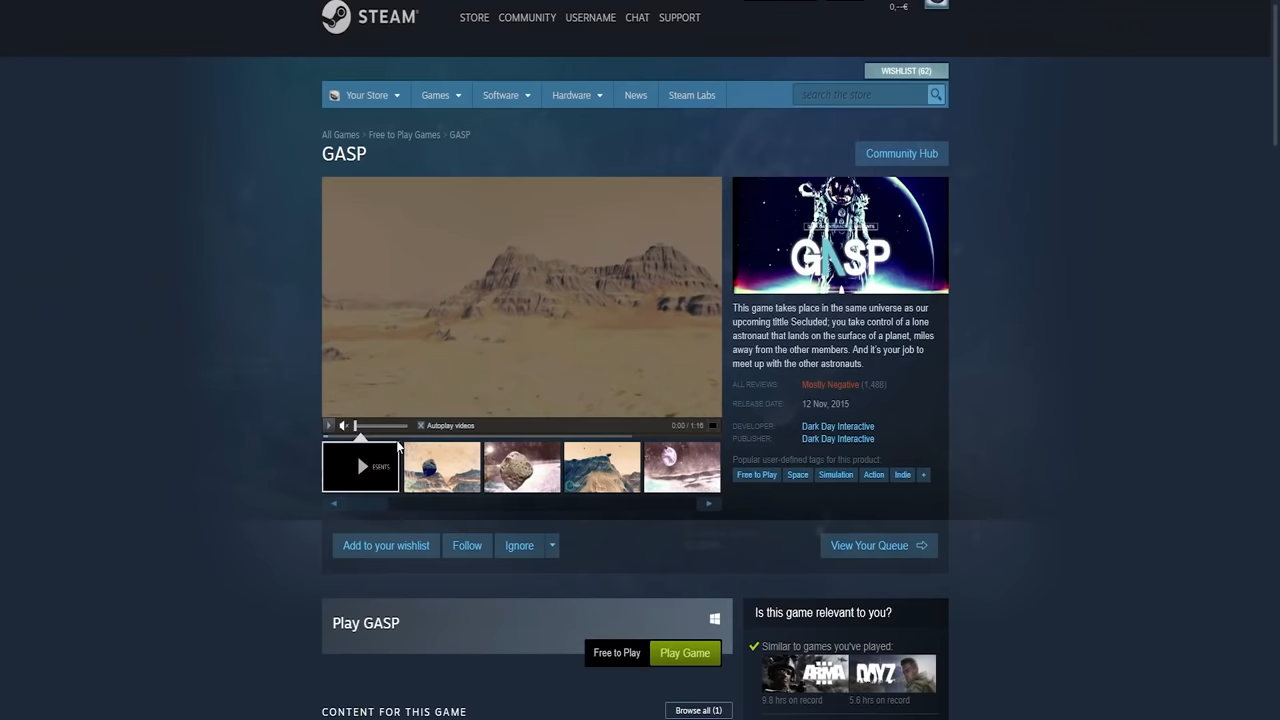 STEAM
STORE COMMUNITY USERNAME CHAT SUPPORT
0,--€
WISHLIST (62)
Your Store Games Software Hardware News Steam Labs
search the store
All Games > Free to Play Games > GASP
GASP
Community Hub
GASP
This game takes place in the same universe as our
upcoming tittle Secluded; you take control of a lone
astronaut that lands on the surface of a planet, miles
away from the other members. And it's your job to
meet up with the other astronauts.
ALL REVIEWS: Mostly Negative (1,488)
RELEASE DATE: 12 Nov, 2015
DEVELOPER: Dark Day Interactive
PUBLISHER: Dark Day Interactive
Popular user-defined tags for this product:
Free to Play Space Simulation Action Indie +
Autoplay videos 0:00 / 1:16
ESENTS
Add to your wishlist Follow Ignore
View Your Queue
Play GASP
Free to Play Play Game
Is this game relevant to you?
Similar to games you've played:
ARMA III DAYZ
9.8 hrs on record 5.6 hrs on record
CONTENT FOR THIS GAME
Browse all (1)